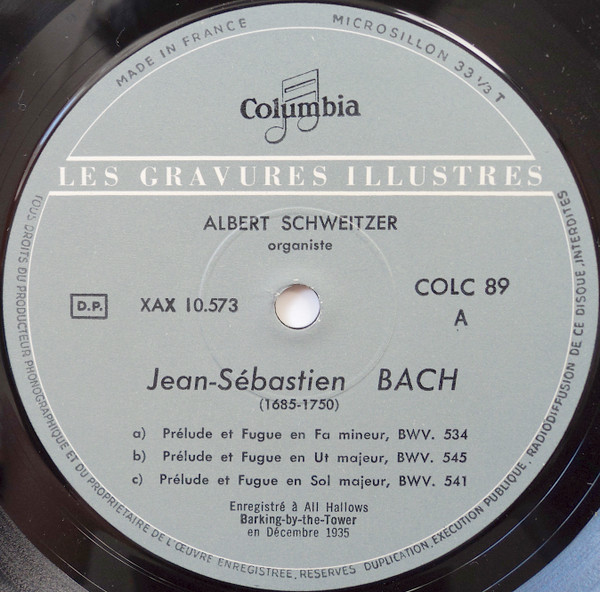 MADE IN FRANCE
MICROSILLON 33 1/3 T
Columbia
LES GRAVURES ILLUSTRES
ALBERT SCHWEITZER
organiste
D.P.
XAX 10.573
COLC 89
A
Jean-Sébastien BACH
(1685-1750)
a) Prélude et Fugue en Fa mineur, BWV. 534
b) Prélude et Fugue en Ut majeur, BWV. 545
c) Prélude et Fugue en Sol majeur, BWV. 541
Enregistré à All Hallows
Barking-by-the-Tower
en Décembre 1935
TOUS DROITS DU PRODUCTEUR PHONOGRAPHIQUE ET DU PROPRIETAIRE DE L'ŒUVRE ENREGISTREE, RESERVES DUPLICATION, EXECUTION PUBLIQUE, RADIODIFFUSION DE CE DISQUE, INTERDITES